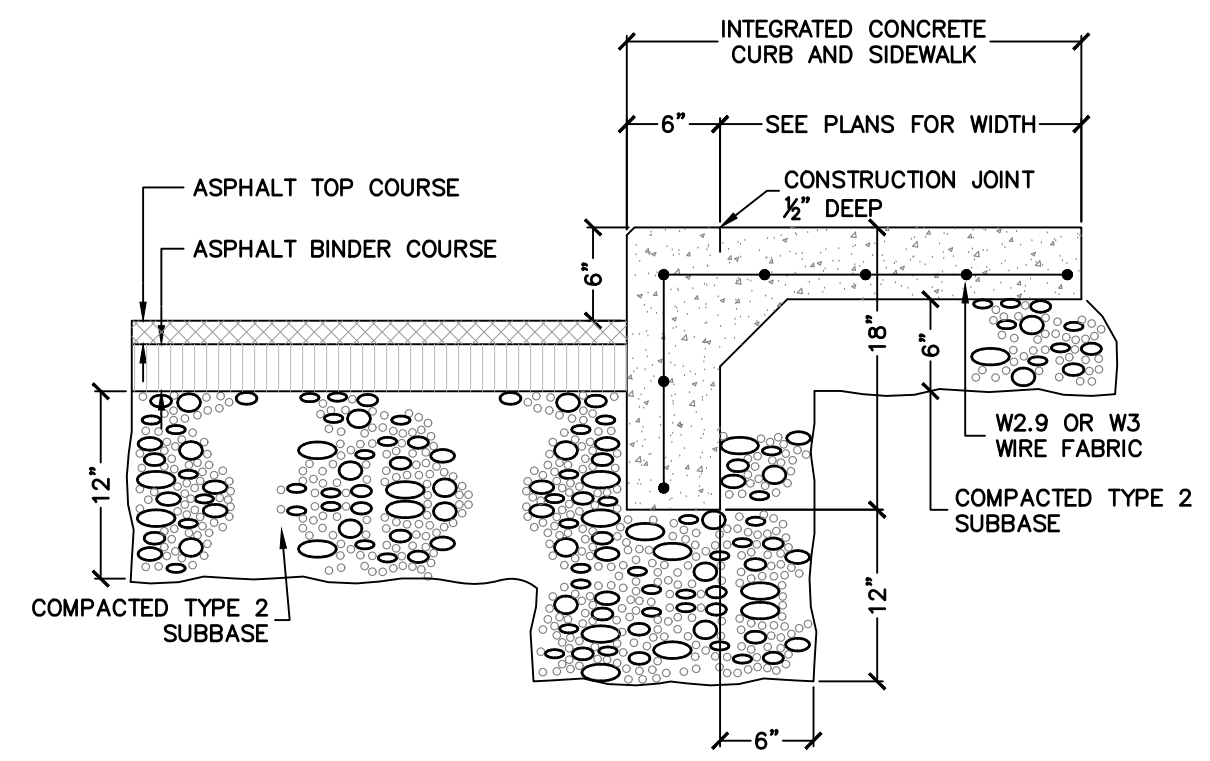 INTEGRATED CONCRETE
CURB AND SIDEWALK
6"
SEE PLANS FOR WIDTH
CONSTRUCTION JOINT
½" DEEP
ASPHALT TOP COURSE
ASPHALT BINDER COURSE
6"
18"
6"
W2.9 OR W3
WIRE FABRIC
12"
COMPACTED TYPE 2
SUBBASE
COMPACTED TYPE 2
SUBBASE
12"
6"